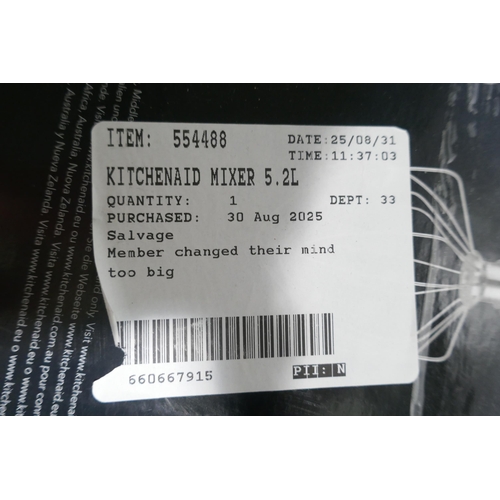 ITEM: 554488
DATE:25/08/31
TIME:11:37:03
KITCHENAID MIXER 5.2L
QUANTITY: 1 DEPT: 33
PURCHASED: 30 Aug 2025
Salvage
Member changed their mind
too big
660667915
PII: N